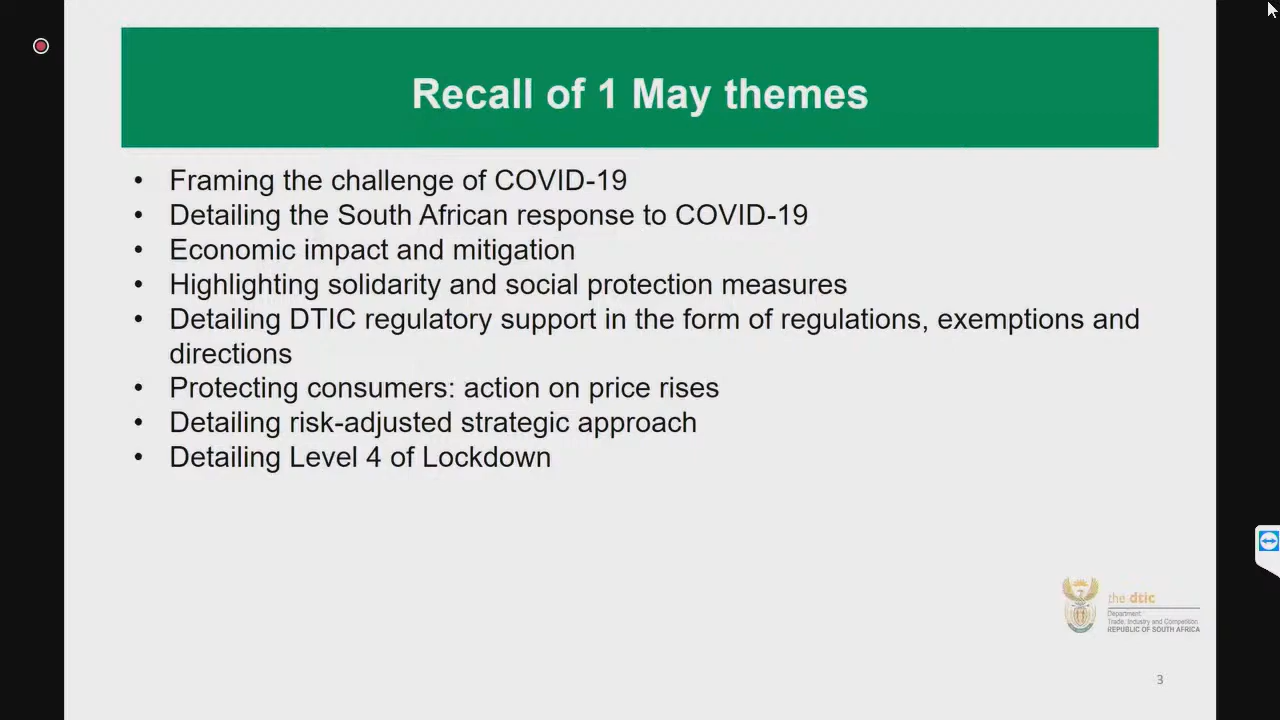 Recall of 1 May themes
• Framing the challenge of COVID-19
• Detailing the South African response to COVID-19
• Economic impact and mitigation
• Highlighting solidarity and social protection measures
• Detailing DTIC regulatory support in the form of regulations, exemptions and
directions
• Protecting consumers: action on price rises
• Detailing risk-adjusted strategic approach
• Detailing Level 4 of Lockdown
the dtic
Department:
Trade, Industry and Competition
REPUBLIC OF SOUTH AFRICA
3